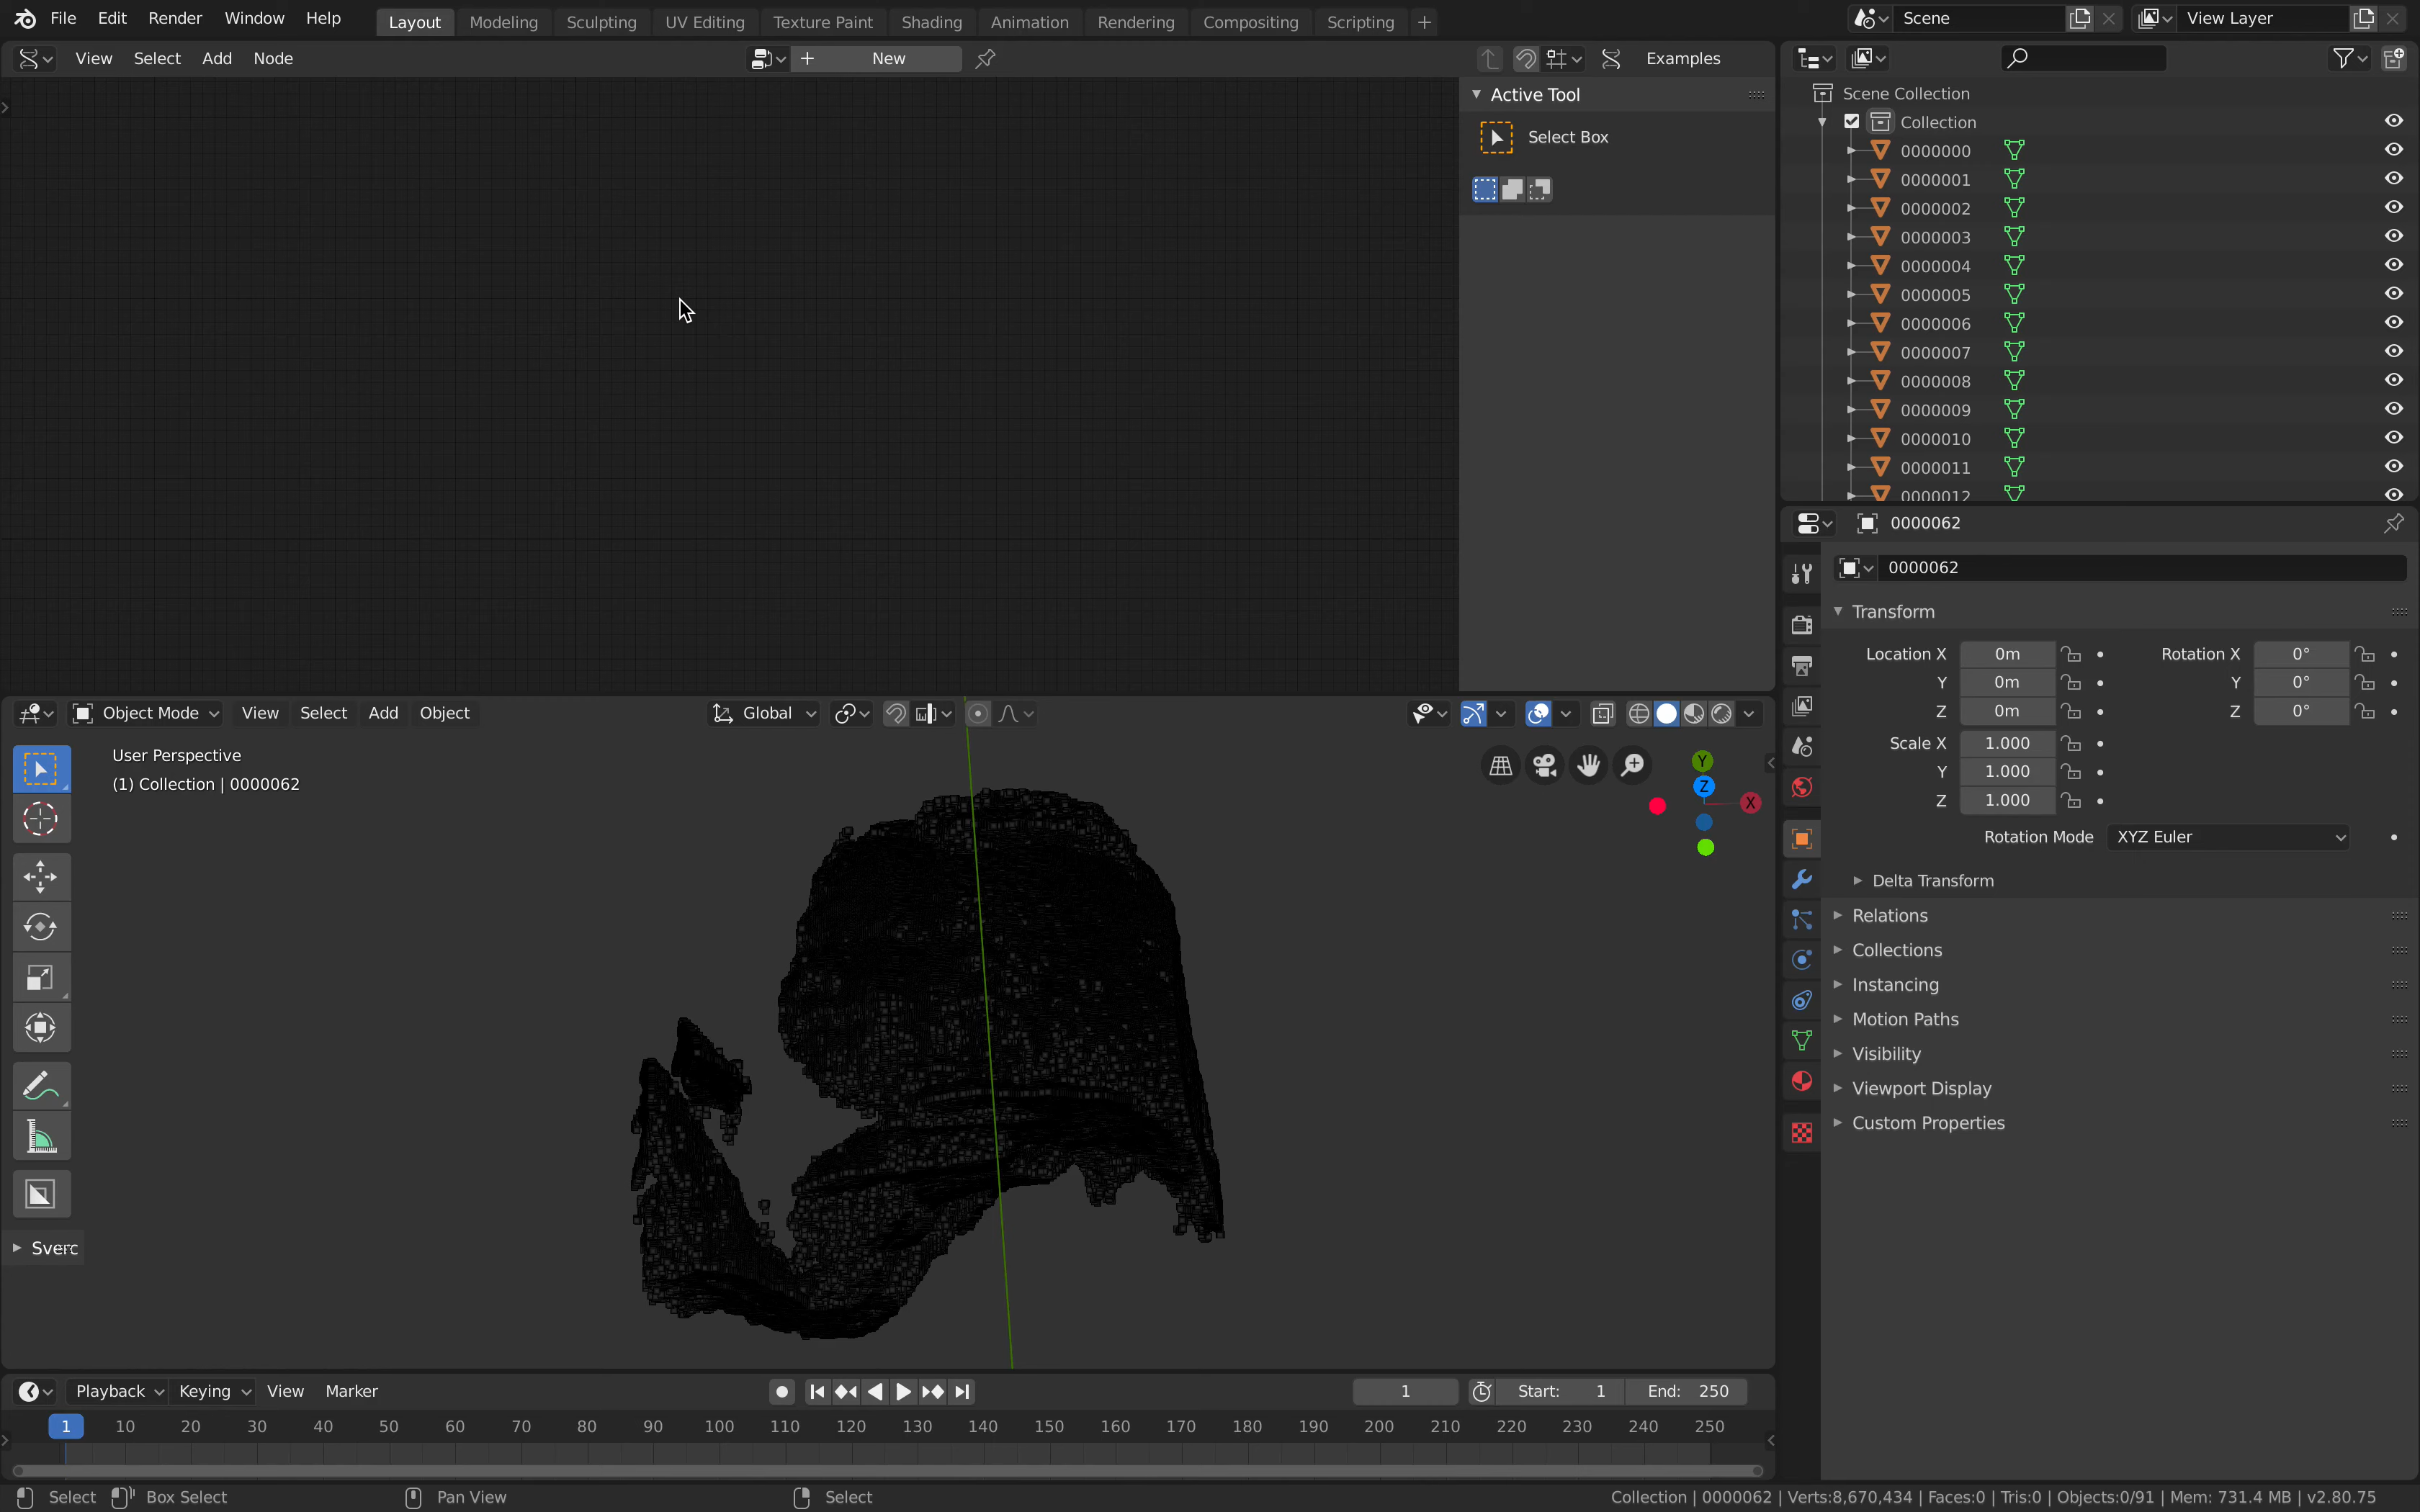 File Edit Render Window Help Layout Modeling Sculpting UV Editing Texture Paint Shading Animation Rendering Compositing Scripting + Scene View Layer
View Select Add Node + New Examples
Active Tool
Select Box
Scene Collection
Collection
0000000
0000001
0000002
0000003
0000004
0000005
0000006
0000007
0000008
0000009
0000010
0000011
0000012
0000062
0000062
Transform
Location X 0m Rotation X 0°
Y 0m Y 0°
Z 0m Z 0°
Scale X 1.000
Y 1.000
Z 1.000
Rotation Mode XYZ Euler
Delta Transform
Relations
Collections
Instancing
Motion Paths
Visibility
Viewport Display
Custom Properties
Object Mode View Select Add Object Global
User Perspective
(1) Collection | 0000062
Y
Z
X
Playback Keying View Marker 1 Start: 1 End: 250
1 10 20 30 40 50 60 70 80 90 100 110 120 130 140 150 160 170 180 190 200 210 220 230 240 250
Select Box Select Pan View Select Collection | 0000062 | Verts:8,670,434 | Faces:0 | Tris:0 | Objects:0/91 | Mem: 731.4 MB | v2.80.75